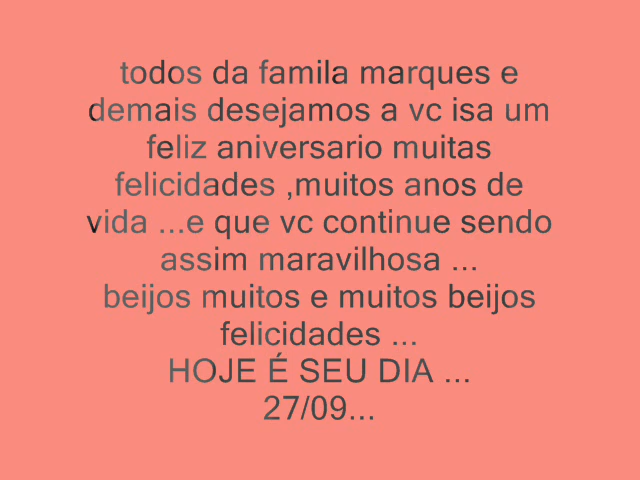 todos da famila marques e
demais desejamos a vc isa um
feliz aniversario muitas
felicidades ,muitos anos de
vida ...e que vc continue sendo
assim maravilhosa ...
beijos muitos e muitos beijos
felicidades ...
HOJE É SEU DIA ...
27/09...